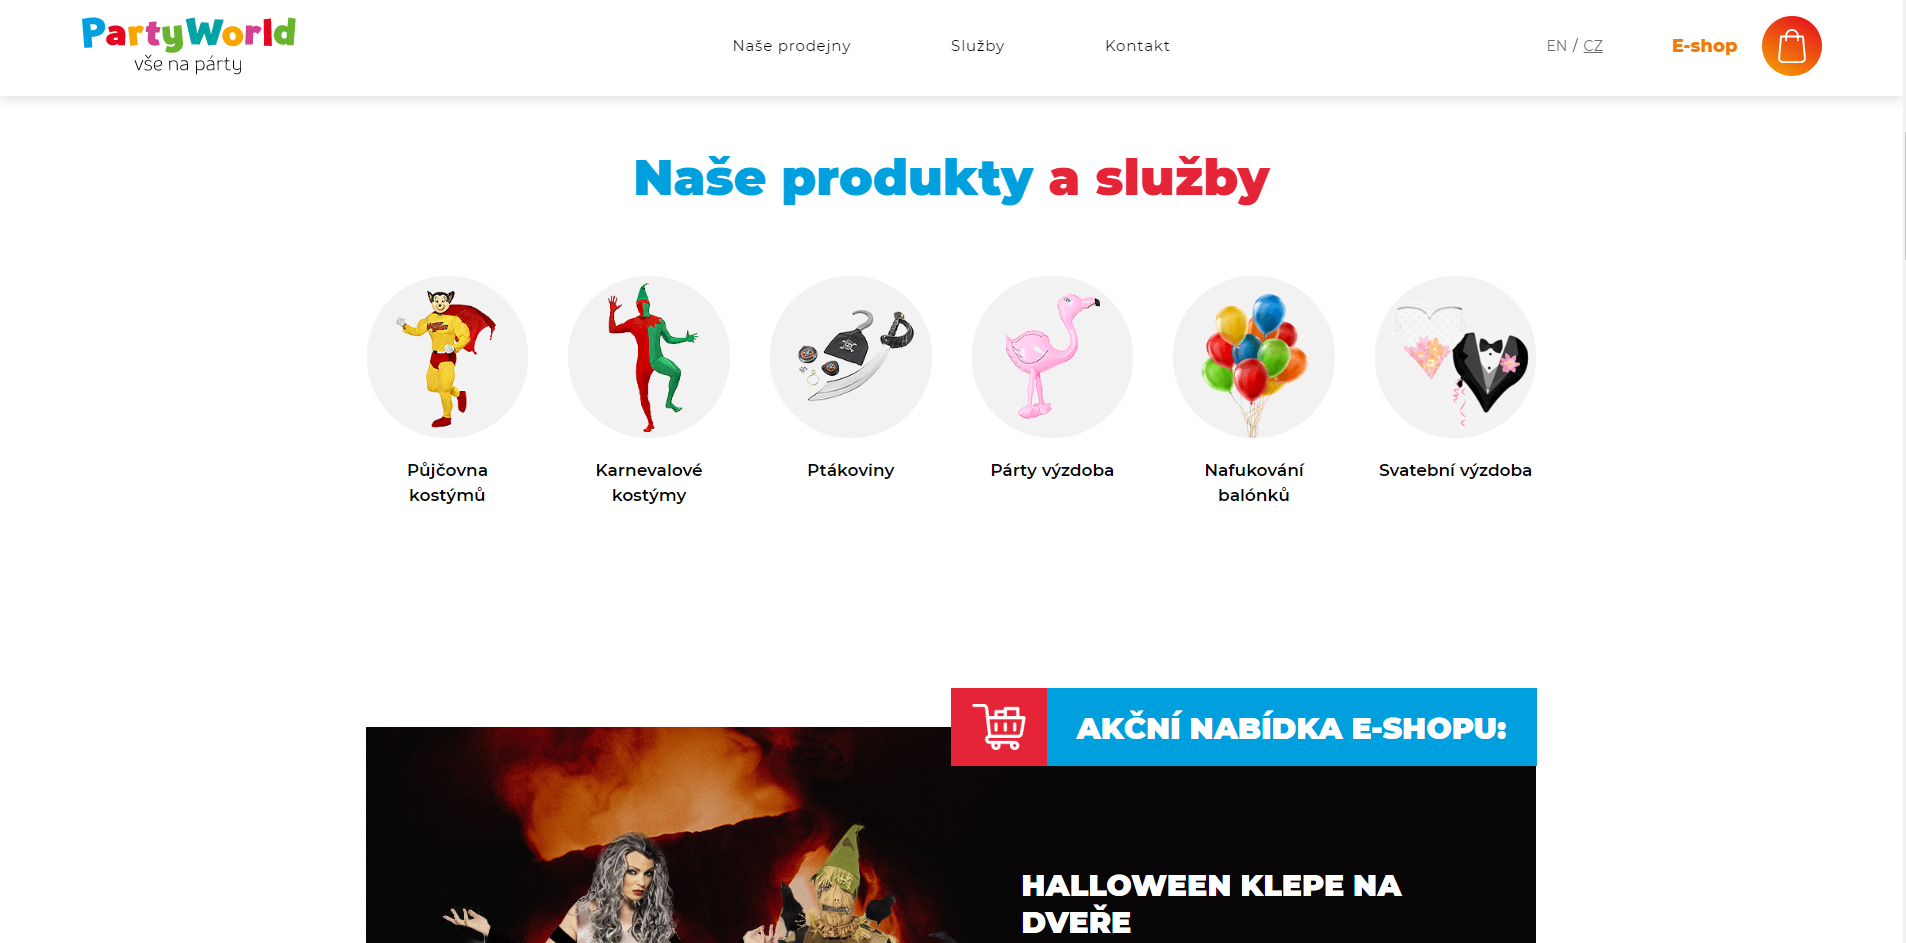 PartyWorld
vše na párty
Naše prodejny
Služby
Kontakt
EN / CZ
E-shop
Naše produkty a služby
Půjčovna
kostýmů
Karnevalové
kostýmy
Ptákoviny
Párty výzdoba
Nafukování
balónků
Svatební výzdoba
AKČNÍ NABÍDKA E-SHOPU:
HALLOWEEN KLEPE NA
DVEŘE